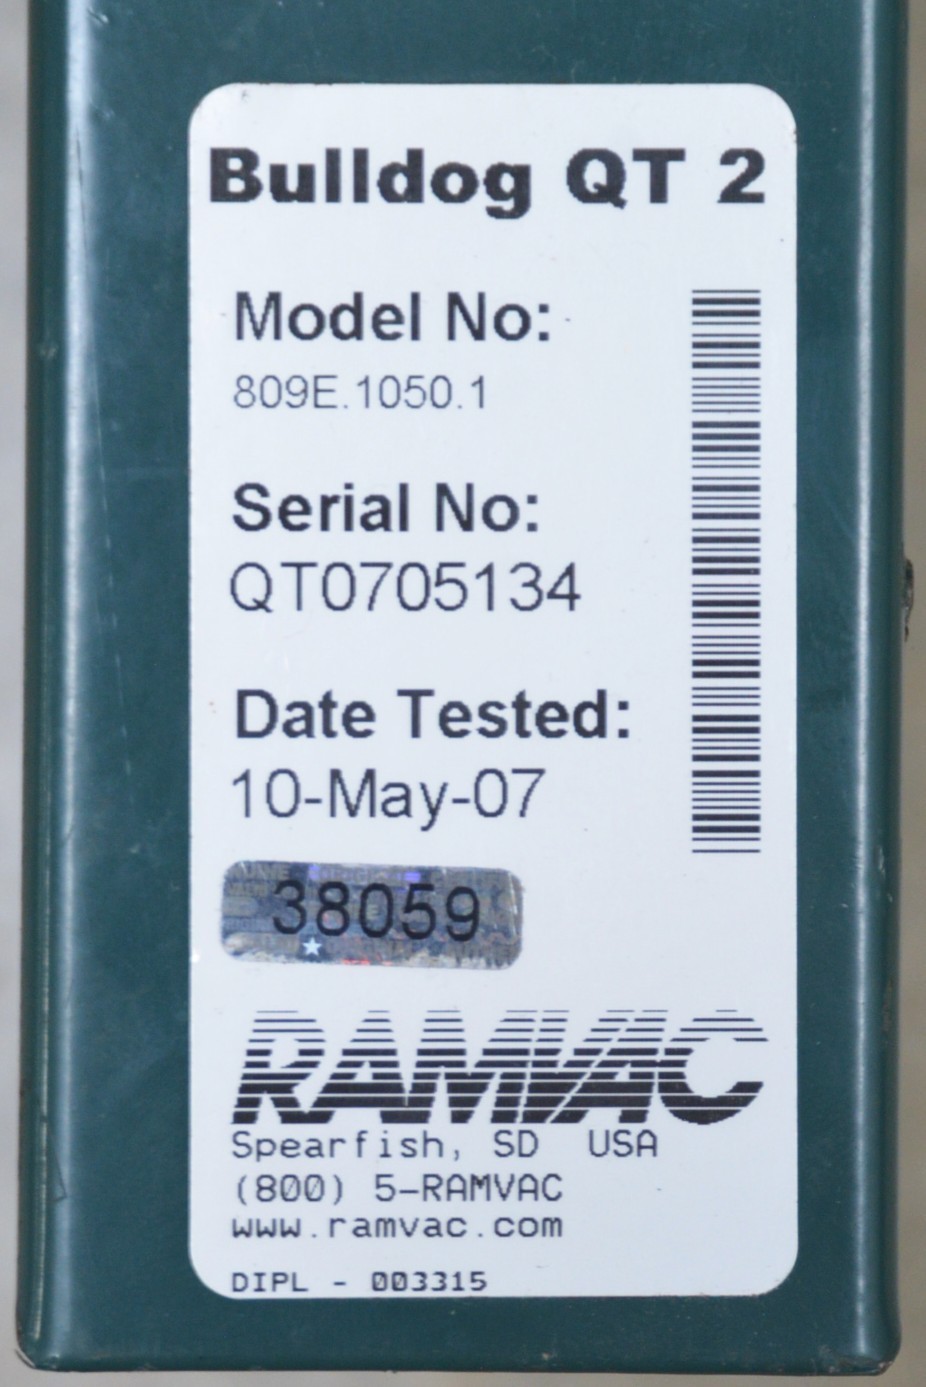 Bulldog QT 2
Model No:
809E.1050.1
Serial No:
QT0705134
Date Tested:
10-May-07
38059
RAMVAC
Spearfish, SD USA
(800) 5-RAMVAC
www.ramvac.com
DIPL - 003315